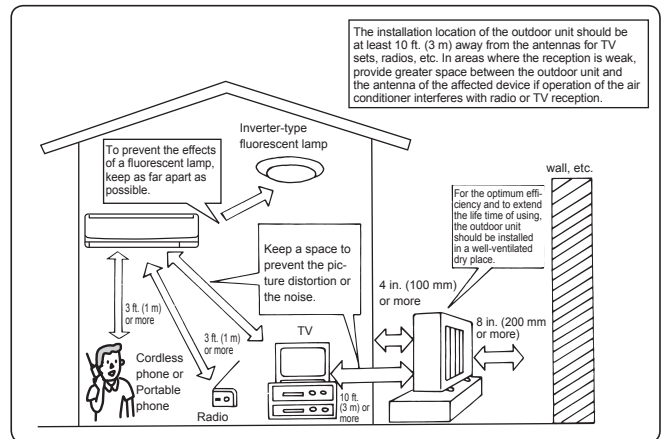 The installation location of the outdoor unit should be
at least 10 ft. (3 m) away from the antennas for TV
sets, radios, etc. In areas where the reception is weak,
provide greater space between the outdoor unit and
the antenna of the affected device if operation of the air
conditioner interferes with radio or TV reception.
Inverter-type
fluorescent lamp
To prevent the effects
of a fluorescent lamp,
keep as far apart as
possible.
wall, etc.
For the optimum effi-
ciency and to extend
the life time of using,
the outdoor unit
should be installed
in a well-ventilated
dry place.
Keep a space to
prevent the pic-
ture distortion or
the noise.
4 in. (100 mm)
or more
8 in. (200 mm
or more)
3 ft. (1 m)
or more
3 ft. (1 m)
or more
TV
Cordless
phone or
Portable
phone
Radio
10 ft.
(3 m) or
more